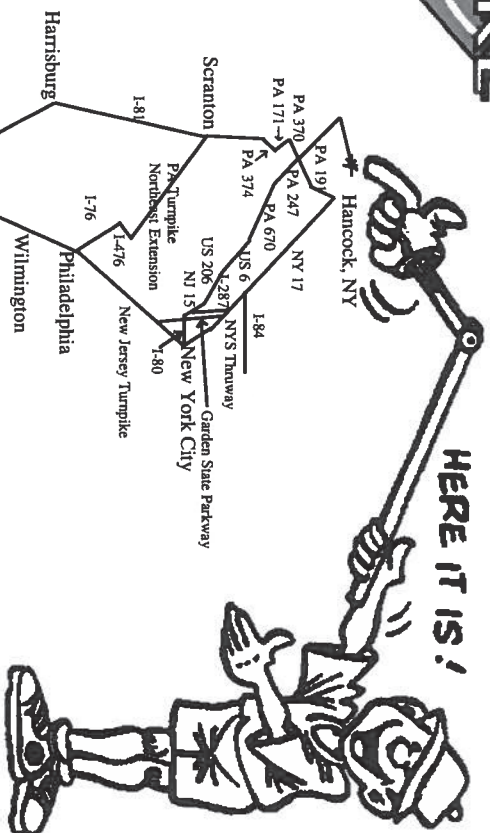 HERE IT IS!
Hancock, NY
PA 191
PA 370
PA 171
PA 247
PA 374
PA 670
NY 17
Scranton
US 6
I-84
I-287
US 206
NYS Thruway
NJ 15
Garden State Parkway
New York City
I-80
I-81
PA Turnpike
Northeast Extension
Harrisburg
I-476
I-76
New Jersey Turnpike
Philadelphia
Wilmington